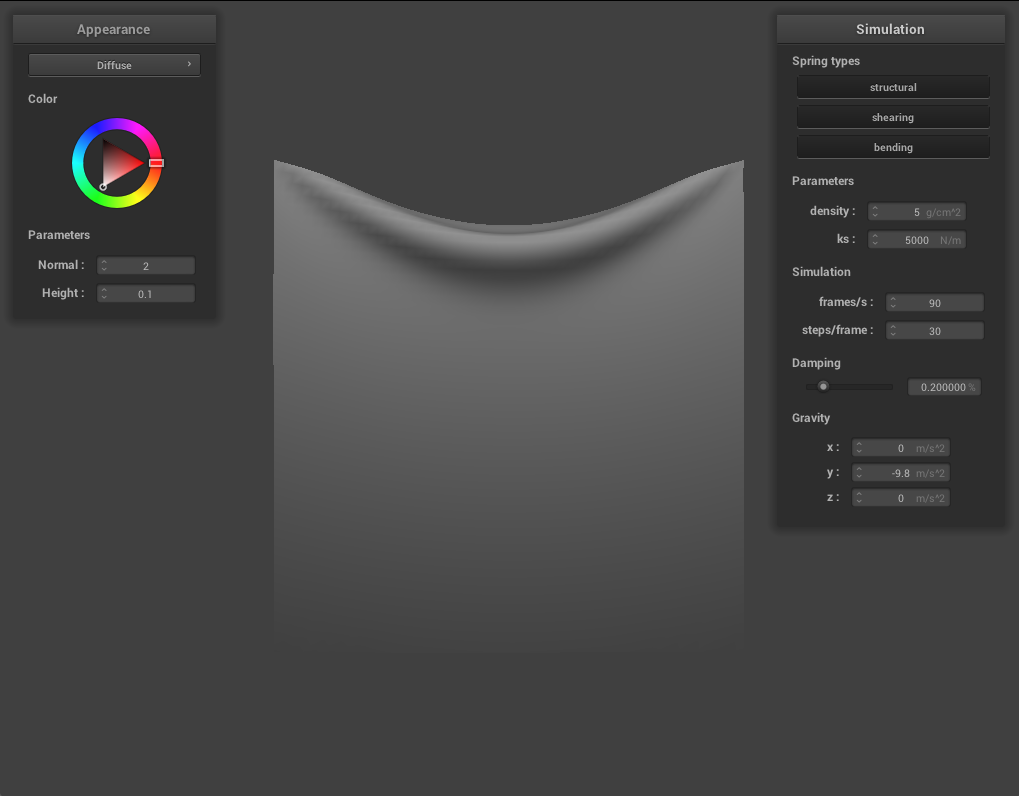 Appearance
Diffuse ›
Color
Parameters
Normal : 2
Height : 0.1
Simulation
Spring types
structural
shearing
bending
Parameters
density : 5 g/cm^2
ks : 5000 N/m
Simulation
frames/s : 90
steps/frame : 30
Damping
0.200000 %
Gravity
x : 0 m/s^2
y : -9.8 m/s^2
z : 0 m/s^2